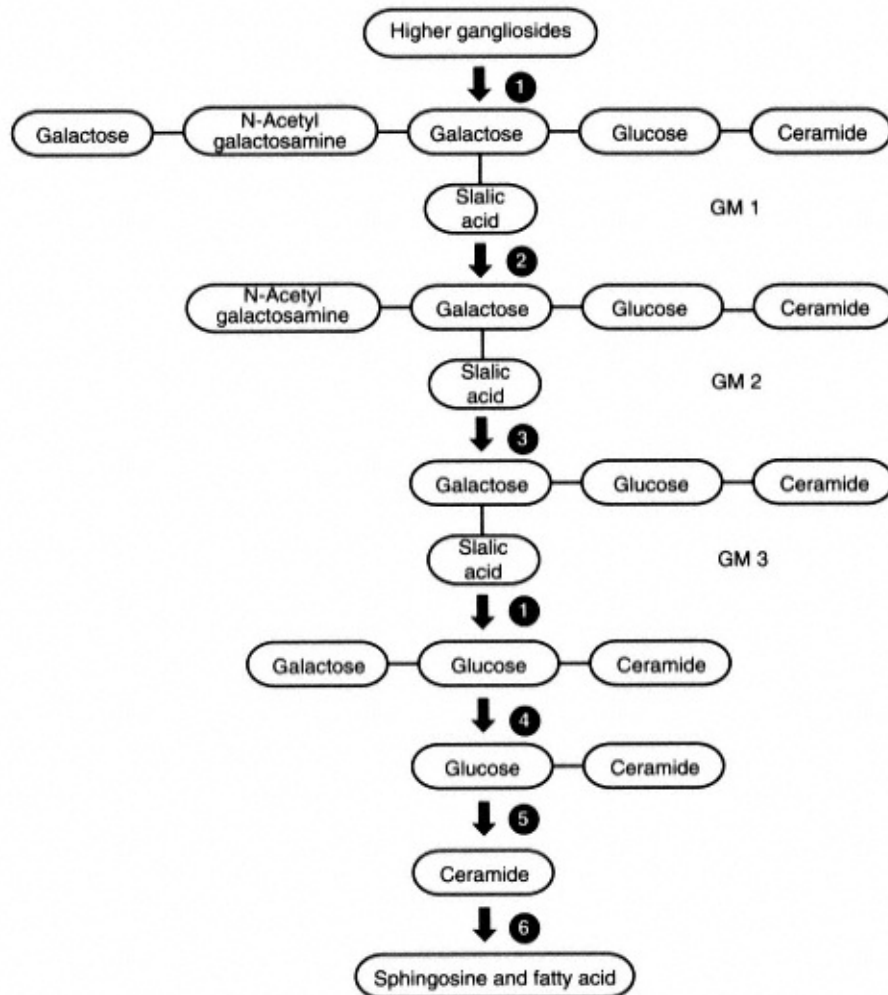 Higher gangliosides
1
Galactose
N-Acetyl
galactosamine
Galactose
Glucose
Ceramide
Slalic
acid
GM 1
2
N-Acetyl
galactosamine
Galactose
Glucose
Ceramide
Slalic
acid
GM 2
3
Galactose
Glucose
Ceramide
Slalic
acid
GM 3
1
Galactose
Glucose
Ceramide
4
Glucose
Ceramide
5
Ceramide
6
Sphingosine and fatty acid